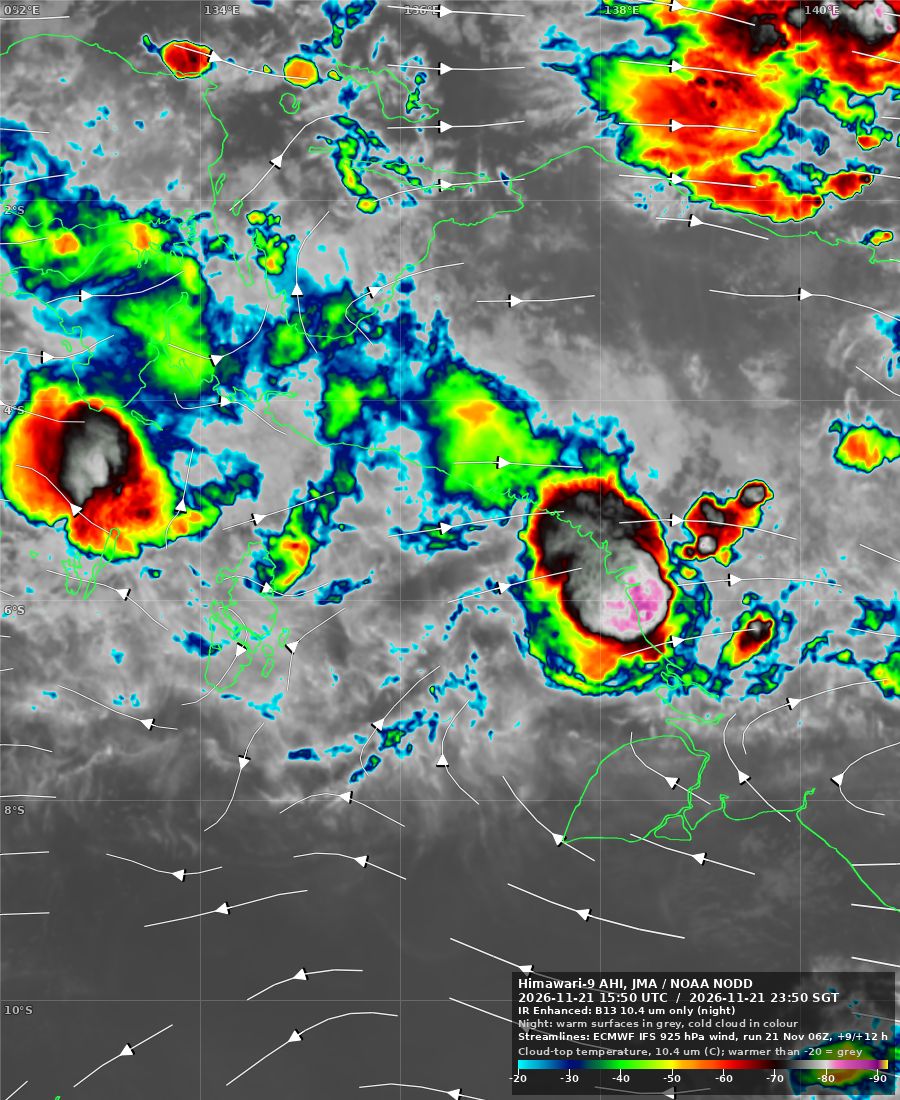 0°
132°E
134°E
136°E
138°E
140°E
2°S
4°S
6°S
8°S
10°S
Himawari-9 AHI, JMA / NOAA NODD
2026-11-21 15:50 UTC / 2026-11-21 23:50 SGT
IR Enhanced: B13 10.4 um only (night)
Night: warm surfaces in grey, cold cloud in colour
Streamlines: ECMWF IFS 925 hPa wind, run 21 Nov 06Z, +9/+12 h
Cloud-top temperature, 10.4 um (C); warmer than -20 = grey
-20 -30 -40 -50 -60 -70 -80 -90